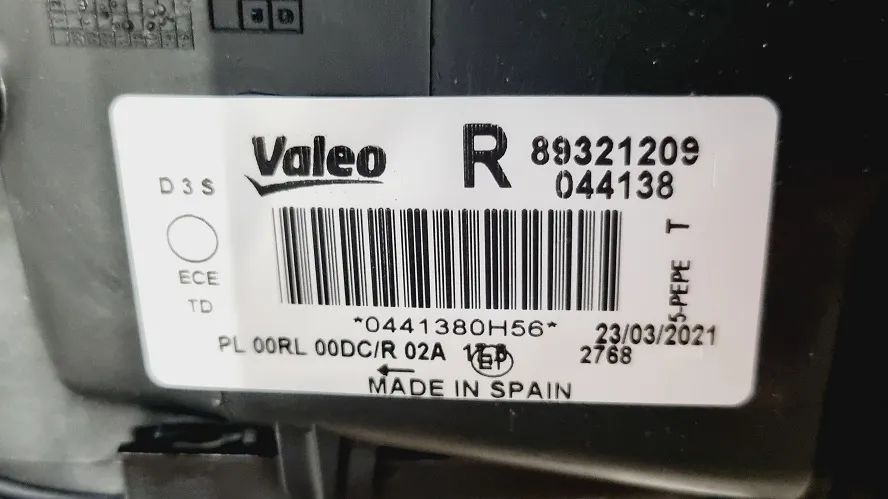 Valeo R 89321209
044138
D3S
ECE
TD
*0441380H56*
5-PEPE T
23/03/2021
2768
PL 00RL 00DC/R 02A
MADE IN SPAIN